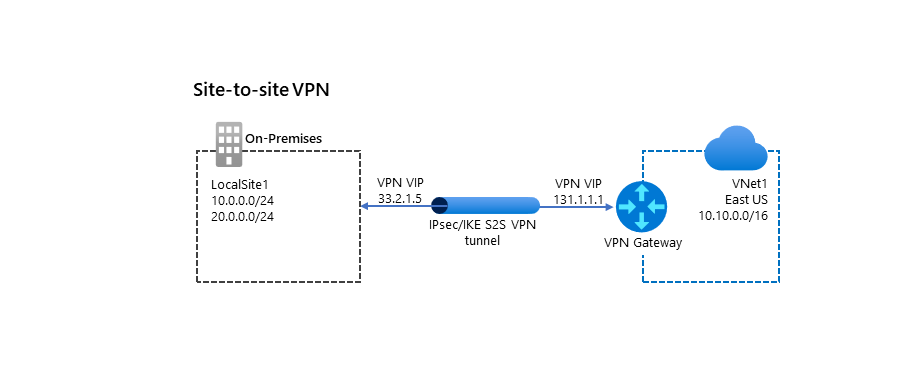 Site-to-site VPN
On-Premises
LocalSite1
10.0.0.0/24
20.0.0.0/24
VPN VIP
33.2.1.5
IPsec/IKE S2S VPN
tunnel
VPN VIP
131.1.1.1
VPN Gateway
VNet1
East US
10.10.0.0/16